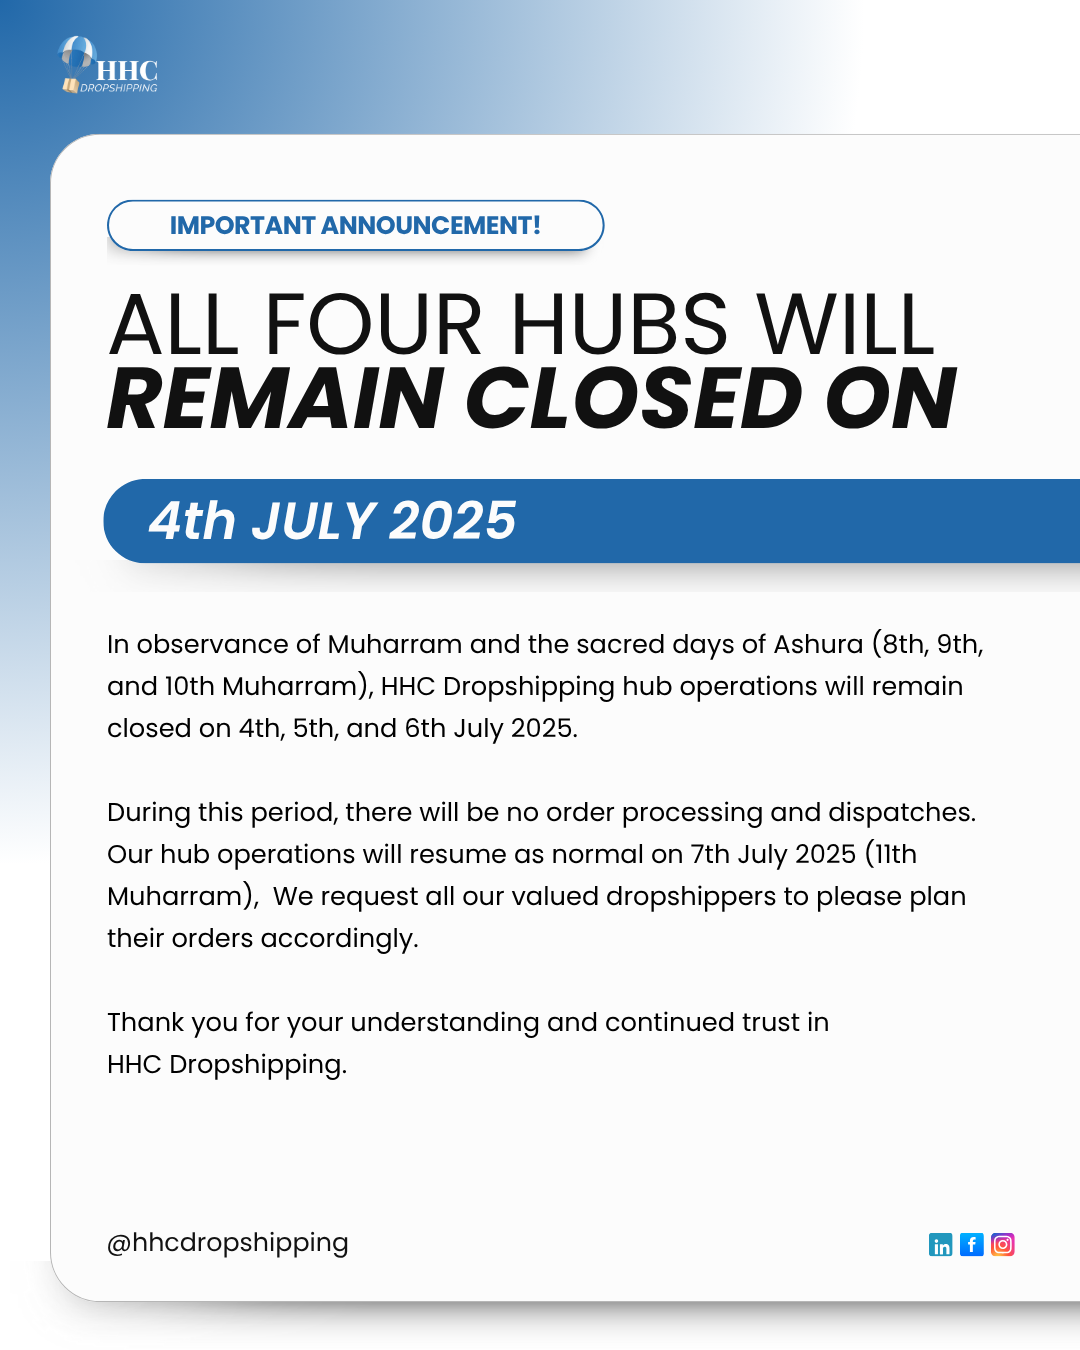 HHC
DROPSHIPPING
IMPORTANT ANNOUNCEMENT!
ALL FOUR HUBS WILL
REMAIN CLOSED ON
4th JULY 2025
In observance of Muharram and the sacred days of Ashura (8th, 9th,
and 10th Muharram), HHC Dropshipping hub operations will remain
closed on 4th, 5th, and 6th July 2025.
During this period, there will be no order processing and dispatches.
Our hub operations will resume as normal on 7th July 2025 (11th
Muharram),  We request all our valued dropshippers to please plan
their orders accordingly.
Thank you for your understanding and continued trust in
HHC Dropshipping.
@hhcdropshipping